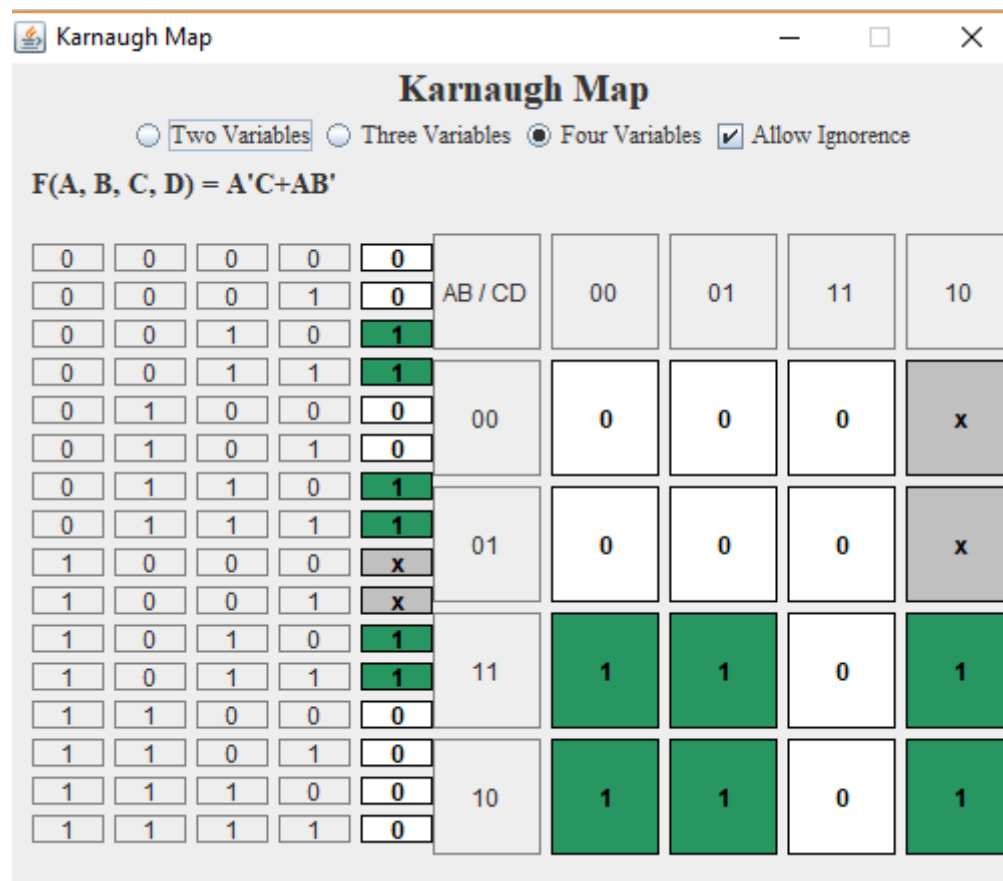 Karnaugh Map
Karnaugh Map
Two Variables Three Variables Four Variables Allow Ignorence
F(A, B, C, D) = A'C+AB'
0 0 0 0 0
0 0 0 1 0
0 0 1 0 1
0 0 1 1 1
0 1 0 0 0
0 1 0 1 0
0 1 1 0 1
0 1 1 1 1
1 0 0 0 x
1 0 0 1 x
1 0 1 0 1
1 0 1 1 1
1 1 0 0 0
1 1 0 1 0
1 1 1 0 0
1 1 1 1 0
AB / CD 00 01 11 10
00 0 0 0 x
01 0 0 0 x
11 1 1 0 1
10 1 1 0 1